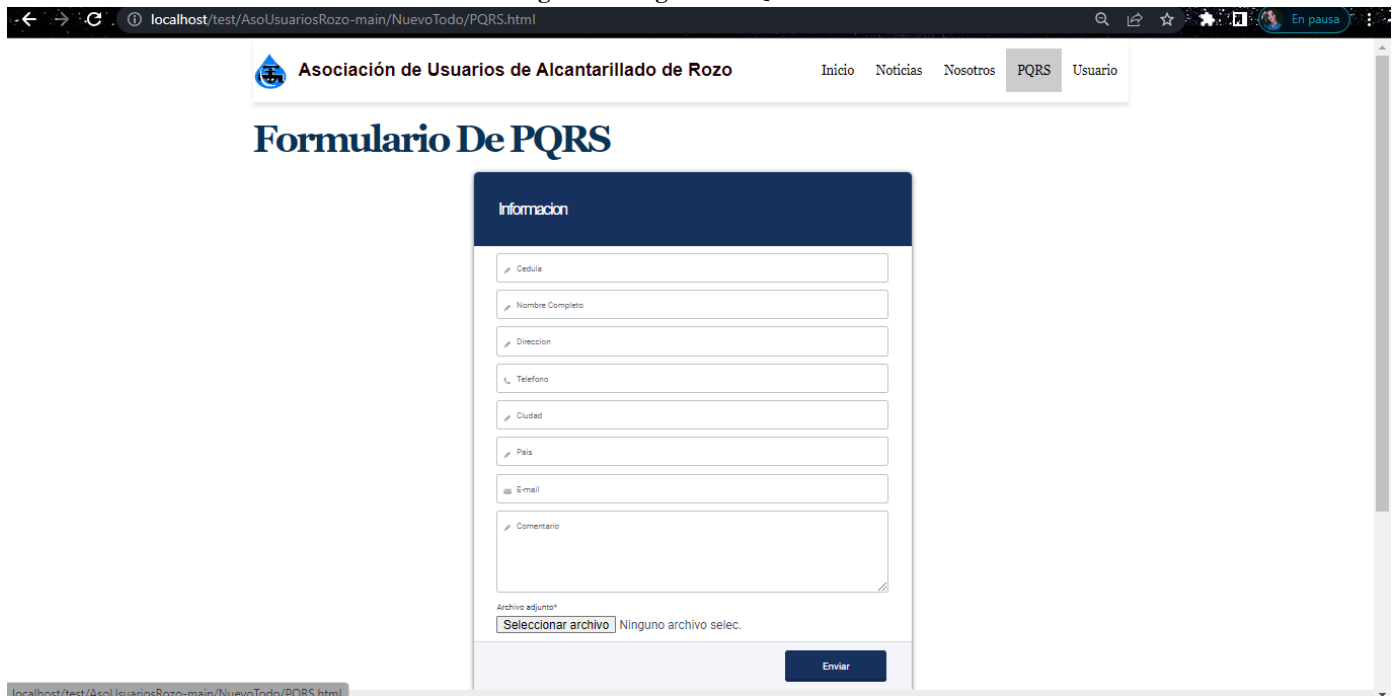 localhost/test/AsoUsuariosRozo-main/NuevoTodo/PQRS.html
En pausa
Asociación de Usuarios de Alcantarillado de Rozo
Inicio Noticias Nosotros PQRS Usuario
Formulario De PQRS
Informacion
Cedula
Nombre Completo
Direccion
Telefono
Ciudad
Pais
E-mail
Comentario
Archivo adjunto*
Seleccionar archivo Ninguno archivo selec.
Enviar
localhost/test/AsoUsuariosRozo-main/NuevoTodo/PQRS.html